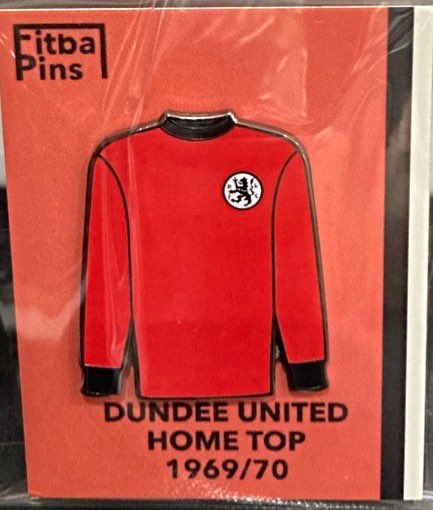 Fitba
Pins
DUNDEE UNITED
HOME TOP
1969/70